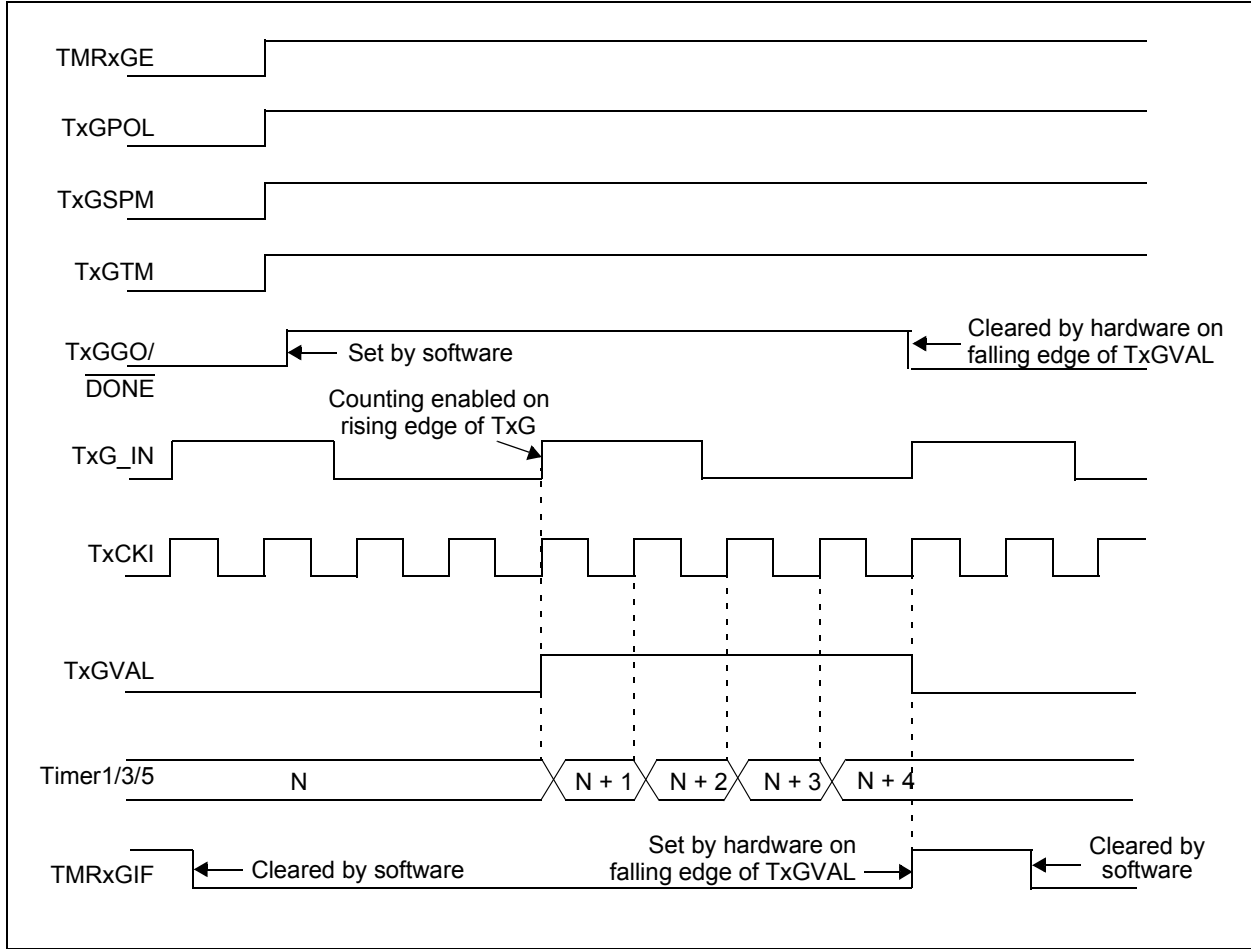 TMRxGE
TxGPOL
TxGSPM
TxGTM
TxGGO/
DONE
Set by software
Cleared by hardware on
falling edge of TxGVAL
Counting enabled on
rising edge of TxG
TxG_IN
TxCKI
TxGVAL
Timer1/3/5
N
N + 1
N + 2
N + 3
N + 4
TMRxGIF
Cleared by software
Set by hardware on
falling edge of TxGVAL
Cleared by
software